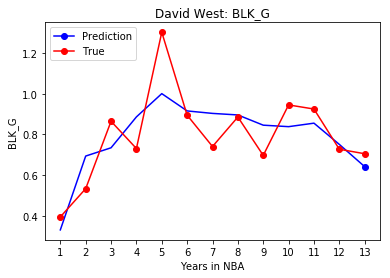 David West: BLK_G
Prediction
True
BLK_G
1.2
1.0
0.8
0.6
0.4
1 2 3 4 5 6 7 8 9 10 11 12 13
Years in NBA